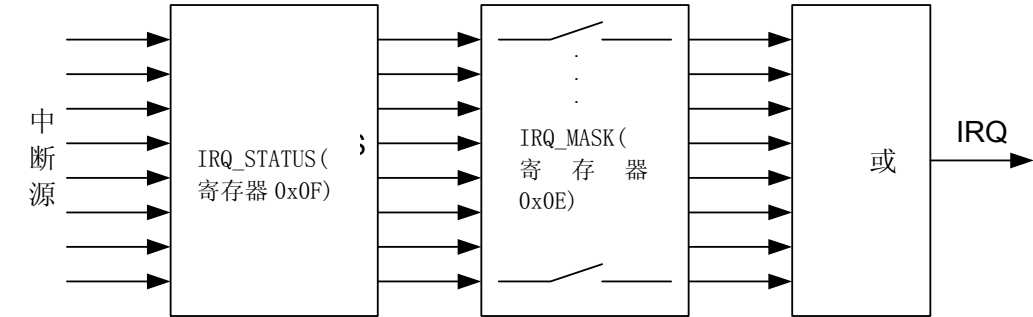 中
断
源
IRQ_STATUS(
寄存器 0x0F)
S
IRQ_MASK(
寄 存 器
0x0E)
或
IRQ